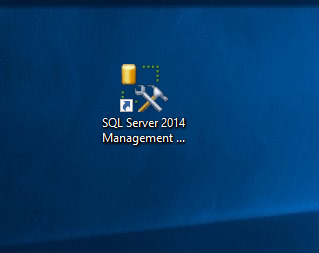 SQL Server 2014
Management ...